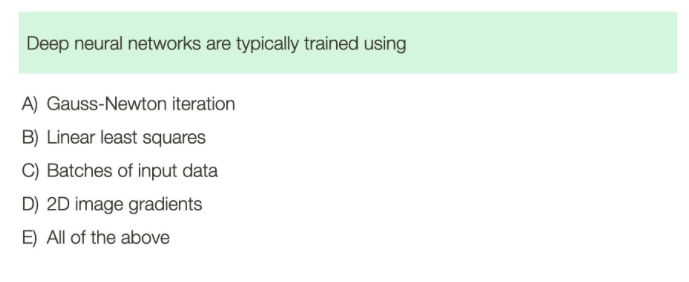 Deep neural networks are typically trained using
A) Gauss-Newton iteration
B) Linear least squares
C) Batches of input data
D) 2D image gradients
E) All of the above